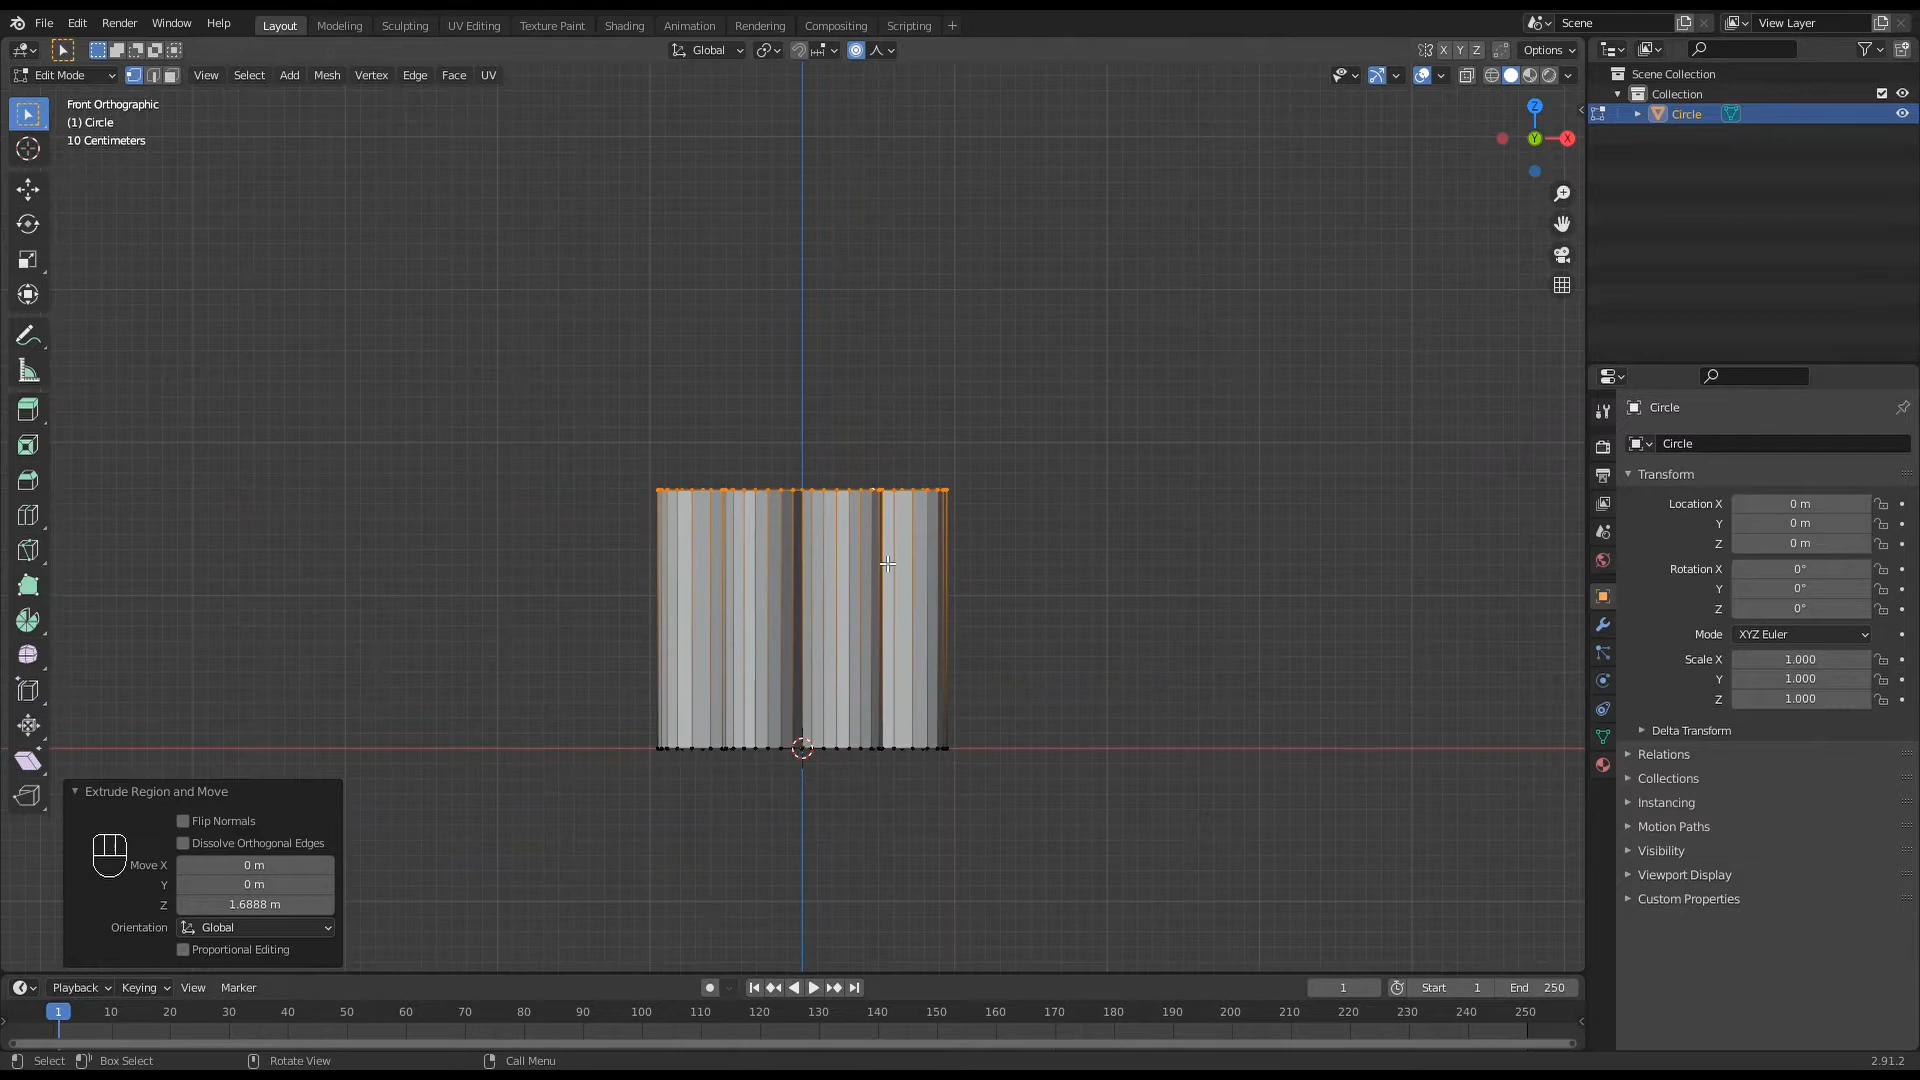 File Edit Render Window Help Layout Modeling Sculpting UV Editing Texture Paint Shading Animation Rendering Compositing Scripting + Scene View Layer
Global X Y Z Options
Edit Mode View Select Add Mesh Vertex Edge Face UV
Scene Collection
Collection
Circle
Front Orthographic
(1) Circle
10 Centimeters
Z
Y
X
Circle
Circle
Transform
Location X 0 m
Y 0 m
Z 0 m
Rotation X 0°
Y 0°
Z 0°
Mode XYZ Euler
Scale X 1.000
Y 1.000
Z 1.000
Delta Transform
Relations
Collections
Instancing
Motion Paths
Visibility
Viewport Display
Custom Properties
Extrude Region and Move
Flip Normals
Dissolve Orthogonal Edges
Move X 0 m
Y 0 m
Z 1.6888 m
Orientation Global
Proportional Editing
Playback Keying View Marker 1 Start 1 End 250
1 10 20 30 40 50 60 70 80 90 100 110 120 130 140 150 160 170 180 190 200 210 220 230 240 250
Select Box Select Rotate View Call Menu 2.91.2